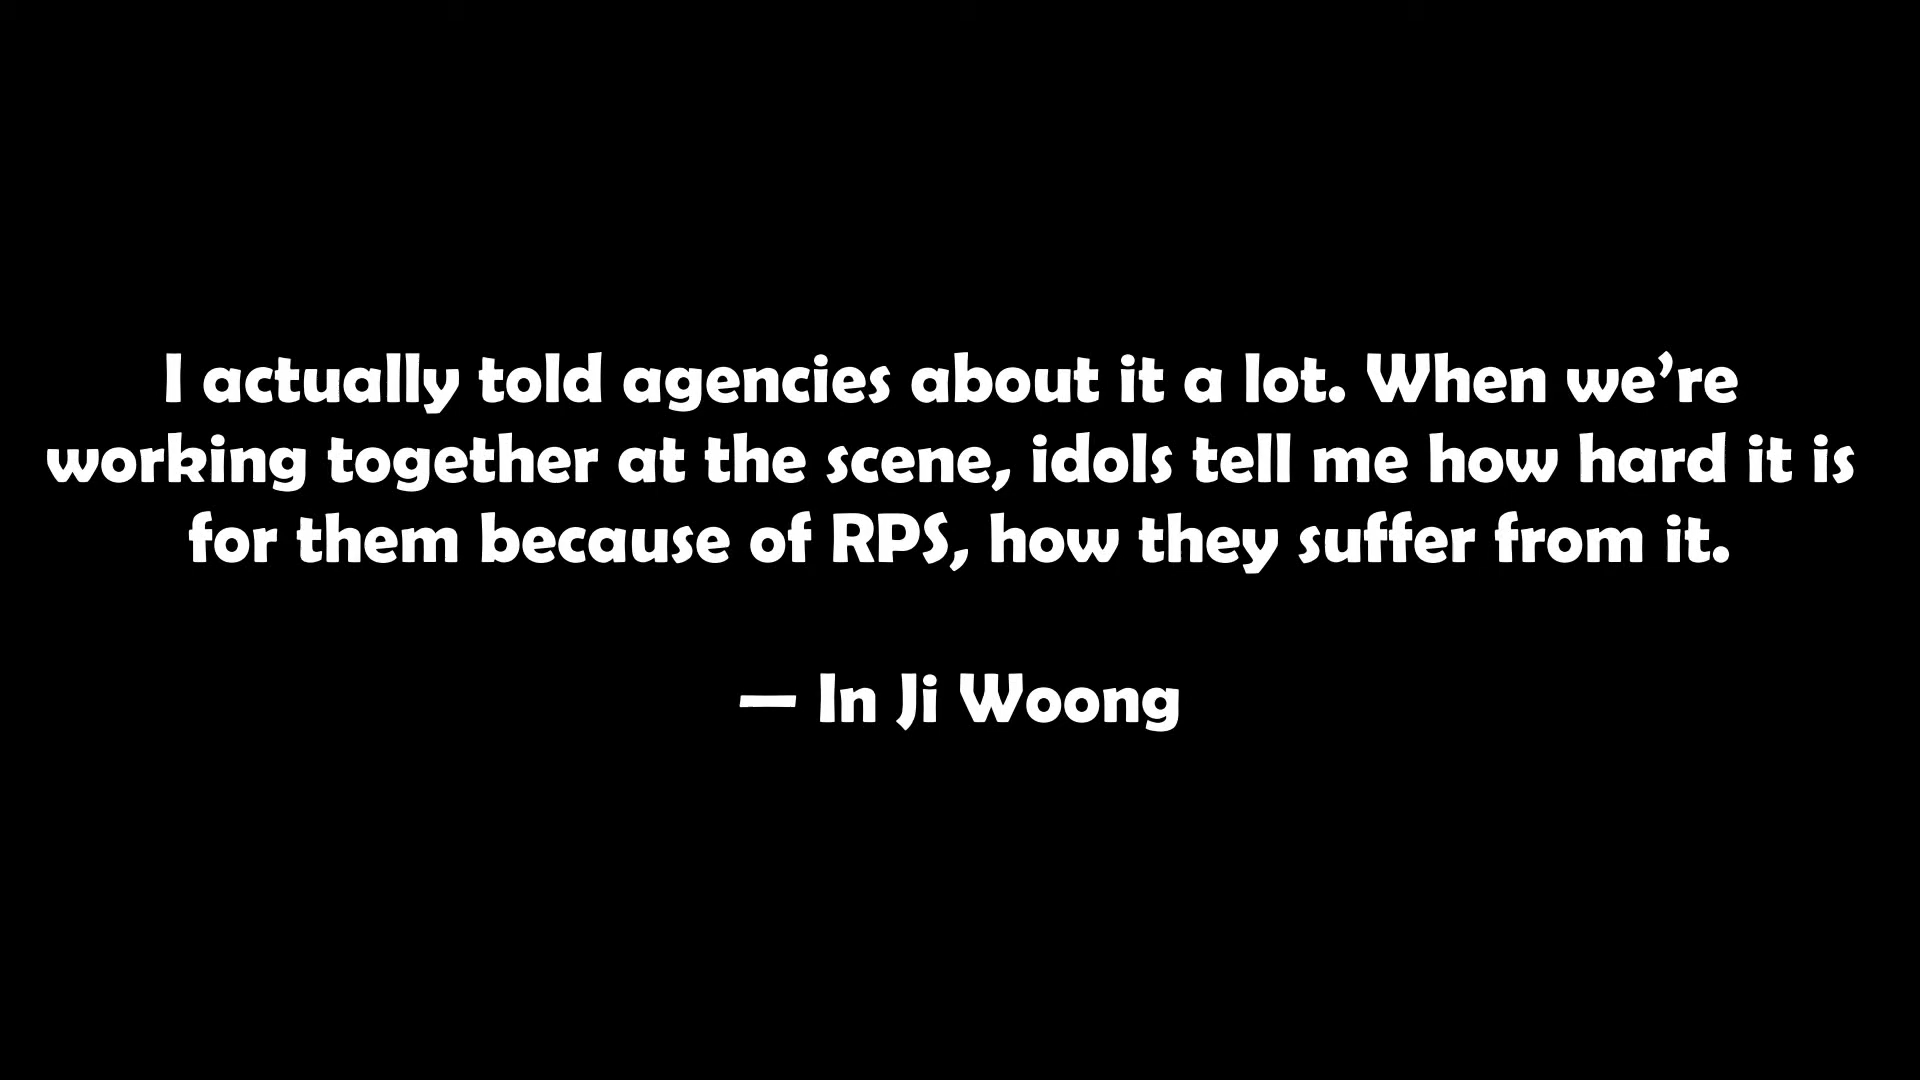 I actually told agencies about it a lot. When we’re
working together at the scene, idols tell me how hard it is
for them because of RPS, how they suffer from it.
— In Ji Woong